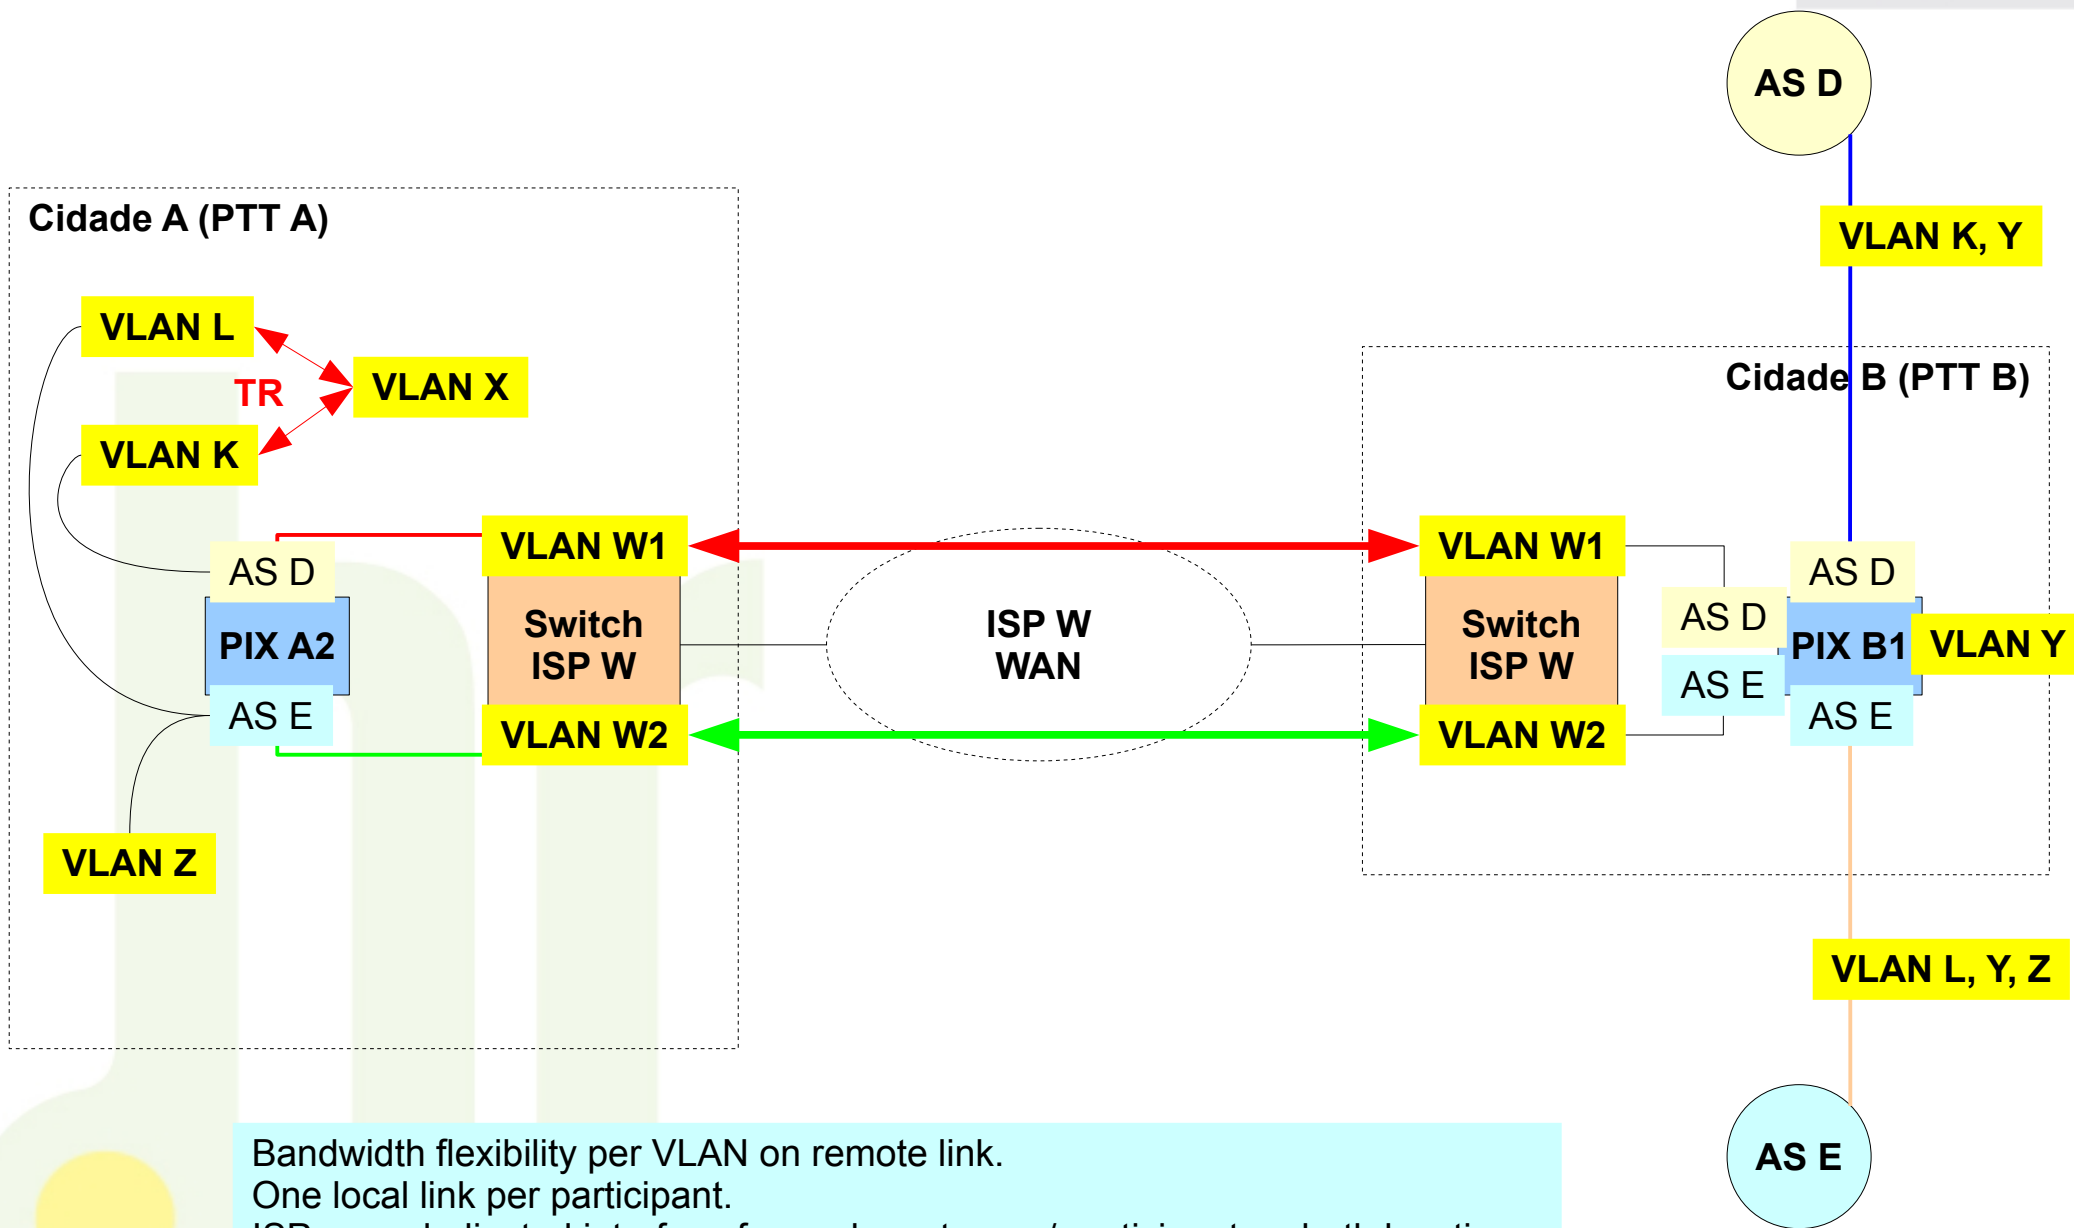 AS D
VLAN K, Y
Cidade A (PTT A)
VLAN L
TR
VLAN X
VLAN K
Cidade B (PTT B)
VLAN W1
VLAN W1
AS D
AS D
AS D
PIX A2
Switch
ISP W
ISP W
WAN
Switch
ISP W
PIX B1
VLAN Y
AS E
AS E
AS E
VLAN W2
VLAN W2
VLAN Z
VLAN L, Y, Z
Bandwidth flexibility per VLAN on remote link.
One local link per participant.
AS E